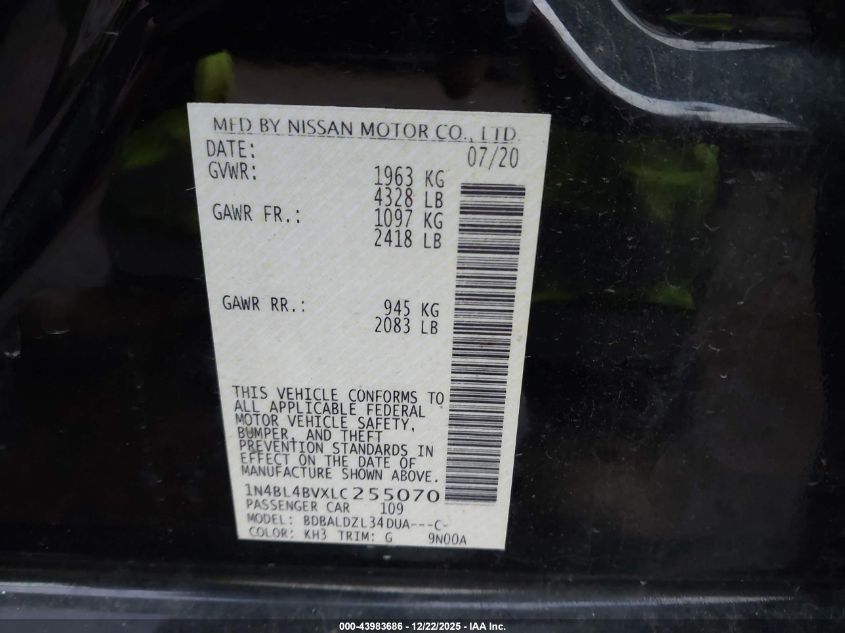 MFD BY NISSAN MOTOR CO., LTD.
DATE: 07/20
GVWR: 1963 KG
4328 LB
GAWR FR.: 1097 KG
2418 LB
GAWR RR.: 945 KG
2083 LB
THIS VEHICLE CONFORMS TO
ALL APPLICABLE FEDERAL
MOTOR VEHICLE SAFETY,
BUMPER, AND THEFT
PREVENTION STANDARDS IN
EFFECT ON THE DATE OF
MANUFACTURE SHOWN ABOVE.
1N4BL4BVXLC255070
PASSENGER CAR 109
MODEL: BDBALDZL34DUA---C-
COLOR: KH3 TRIM: G 9N00A
000-43983686 - 12/22/2025 - IAA Inc.